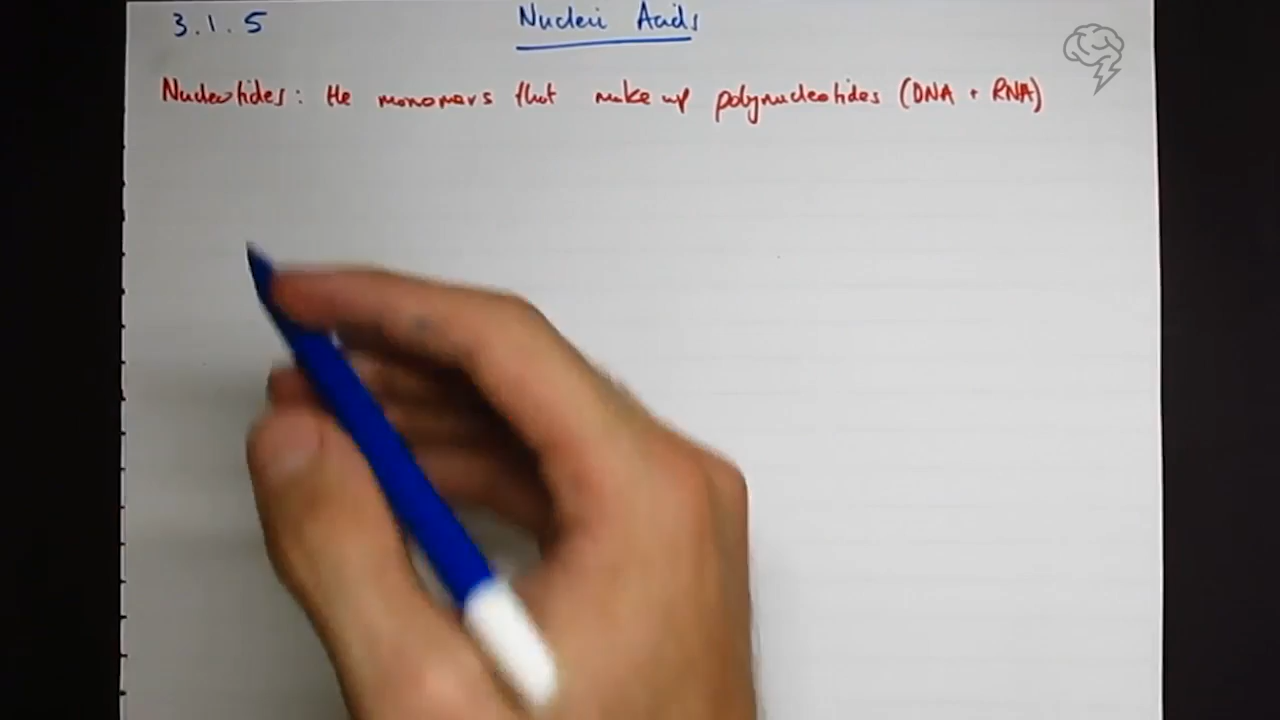 3.1.5 Nucleic Acids
Nucleotides: the monomers that make up polynucleotides (DNA + RNA)